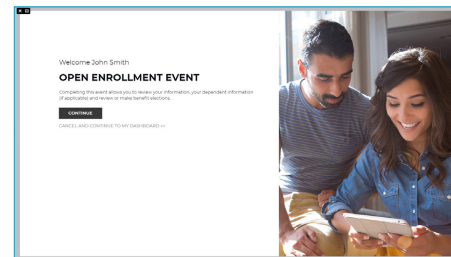 Welcome John Smith
OPEN ENROLLMENT EVENT
Completing this event allows you to review your information, your dependent information
(if applicable) and review or make benefit elections.
CONTINUE
CANCEL AND CONTINUE TO MY DASHBOARD >>